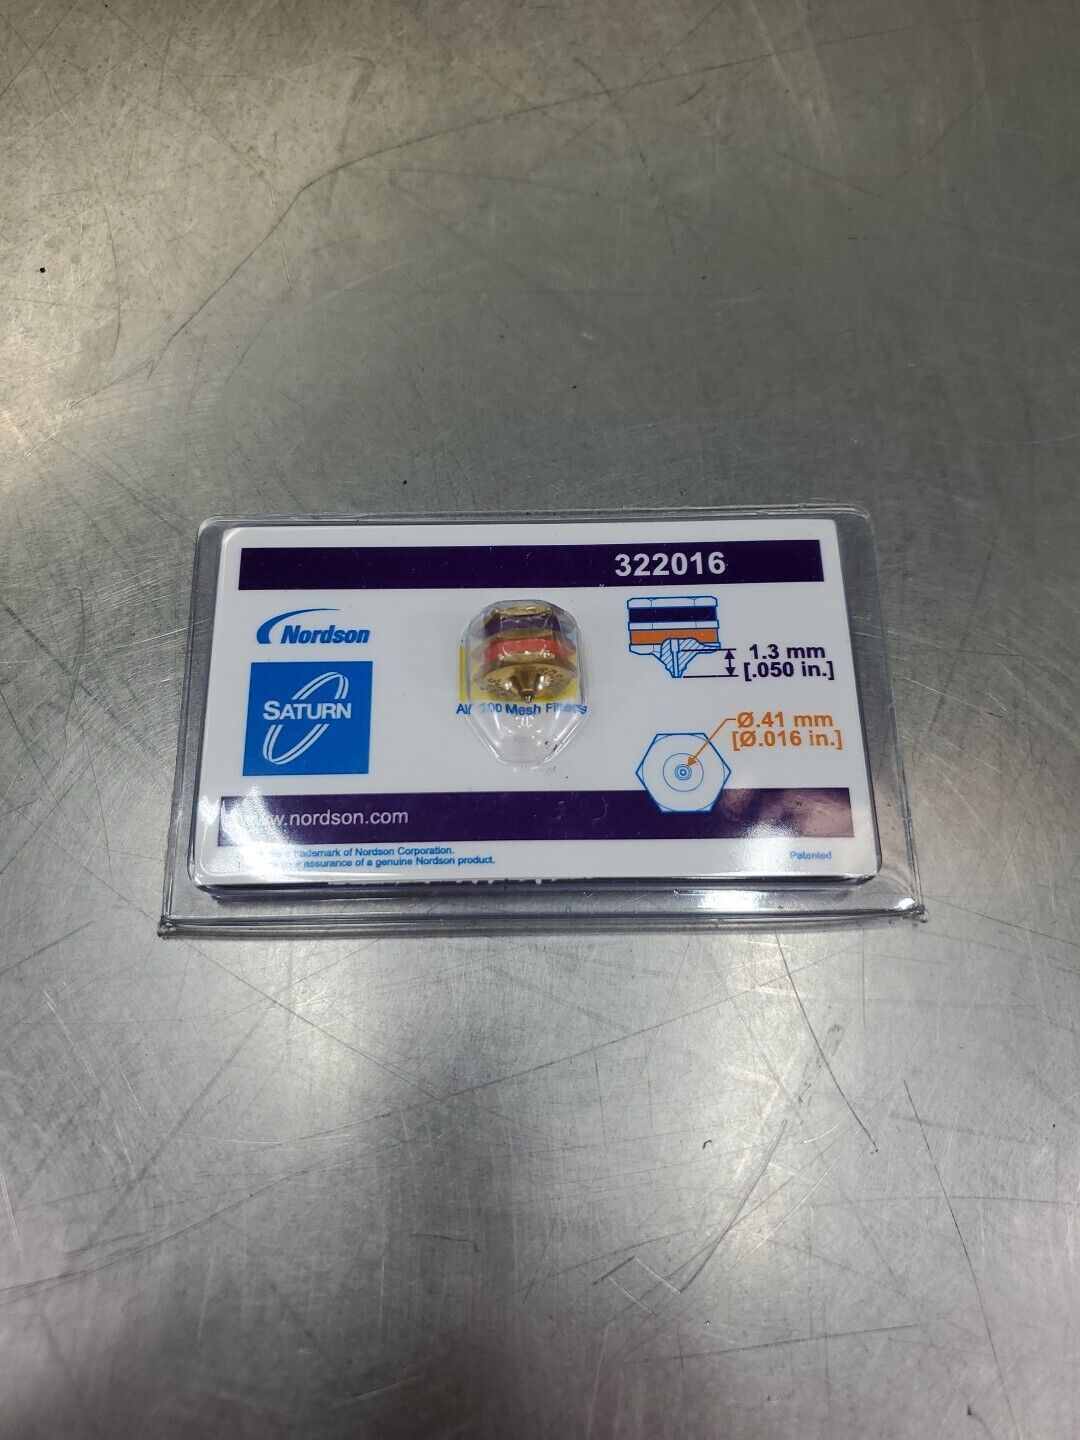 322016
Nordson
SATURN
100 Mesh Filters
1.3 mm
[.050 in.]
Ø.41 mm
[Ø.016 in.]
.nordson.com
trademark of Nordson Corporation.
assurance of a genuine Nordson product.
Patented